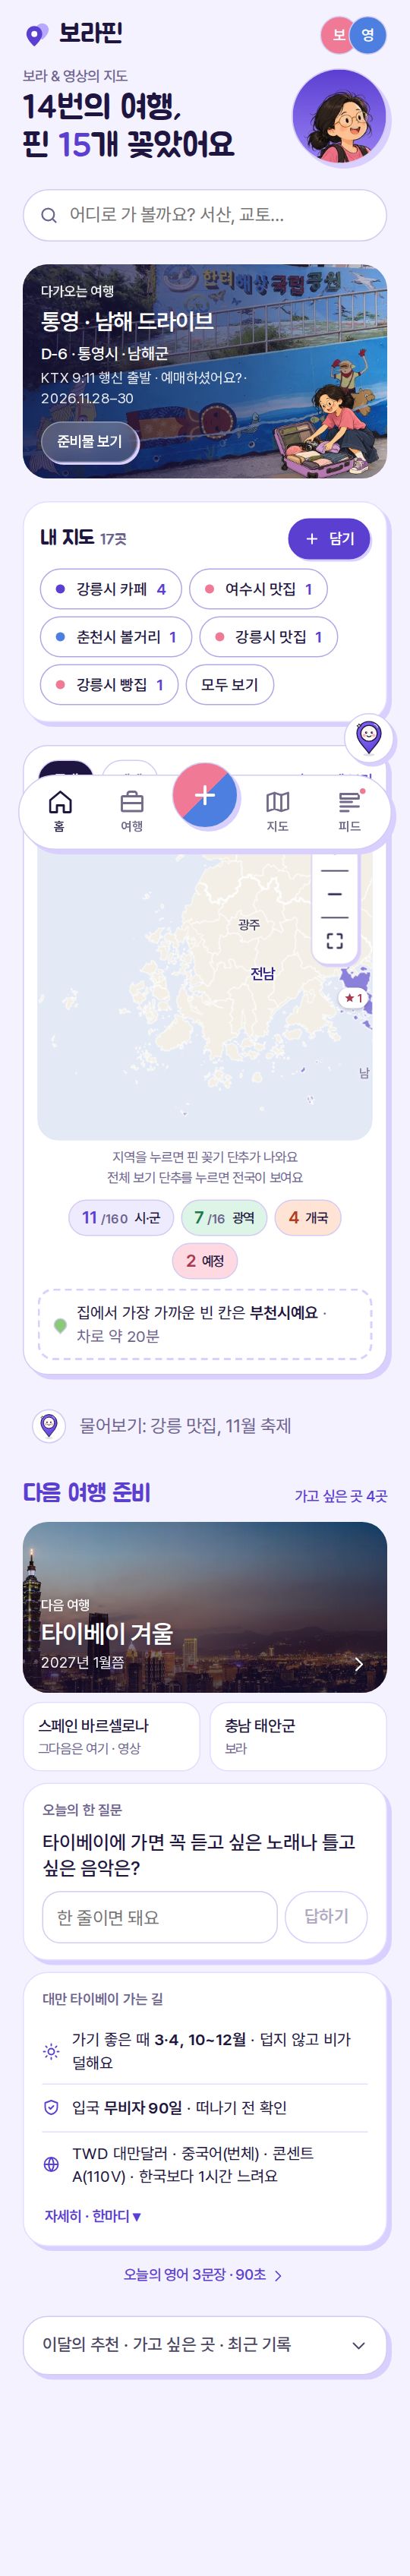 보라핀
보 영
보라 & 영상의 지도
14번의 여행,
핀 15개 꽂았어요
어디로 가 볼까요? 서산, 교토...
한려해상국립공원
다가오는 여행
통영 · 남해 드라이브
D-6 · 통영시 · 남해군
KTX 9:11 행신 출발 · 예매하셨어요? ·
2026.11.28–30
준비물 보기
내 지도 17곳
+ 담기
강릉시 카페 4
여수시 맛집 1
춘천시 볼거리 1
강릉시 맛집 1
강릉시 빵집 1
모두 보기
홈
여행
지도
피드
광주
전남
★ 1
남
지역을 누르면 핀 꽂기 단추가 나와요
전체 보기 단추를 누르면 전국이 보여요
11 /160 시·군
7 /16 광역
4 개국
2 예정
집에서 가장 가까운 빈 칸은 부천시예요 ·
차로 약 20분
물어보기: 강릉 맛집, 11월 축제
다음 여행 준비
가고 싶은 곳 4곳
다음 여행
타이베이 겨울
2027년 1월쯤
스페인 바르셀로나
그다음은 여기 · 영상
충남 태안군
보라
오늘의 한 질문
타이베이에 가면 꼭 듣고 싶은 노래나 틀고
싶은 음악은?
한 줄이면 돼요
답하기
대만 타이베이 가는 길
가기 좋은 때 3·4, 10~12월 · 덥지 않고 비가
덜해요
입국 무비자 90일 · 떠나기 전 확인
TWD 대만달러 · 중국어(번체) · 콘센트
A(110V) · 한국보다 1시간 느려요
자세히 · 한마디 ▾
오늘의 영어 3문장 · 90초
이달의 추천 · 가고 싶은 곳 · 최근 기록